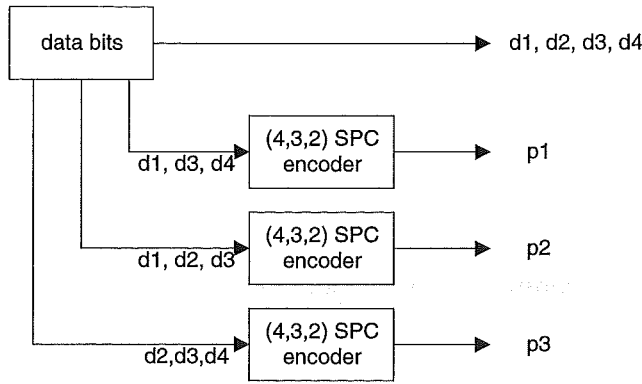 data bits
d1, d2, d3, d4
(4,3,2) SPC
encoder
d1, d3, d4
p1
(4,3,2) SPC
encoder
d1, d2, d3
p2
(4,3,2) SPC
encoder
d2,d3,d4
p3